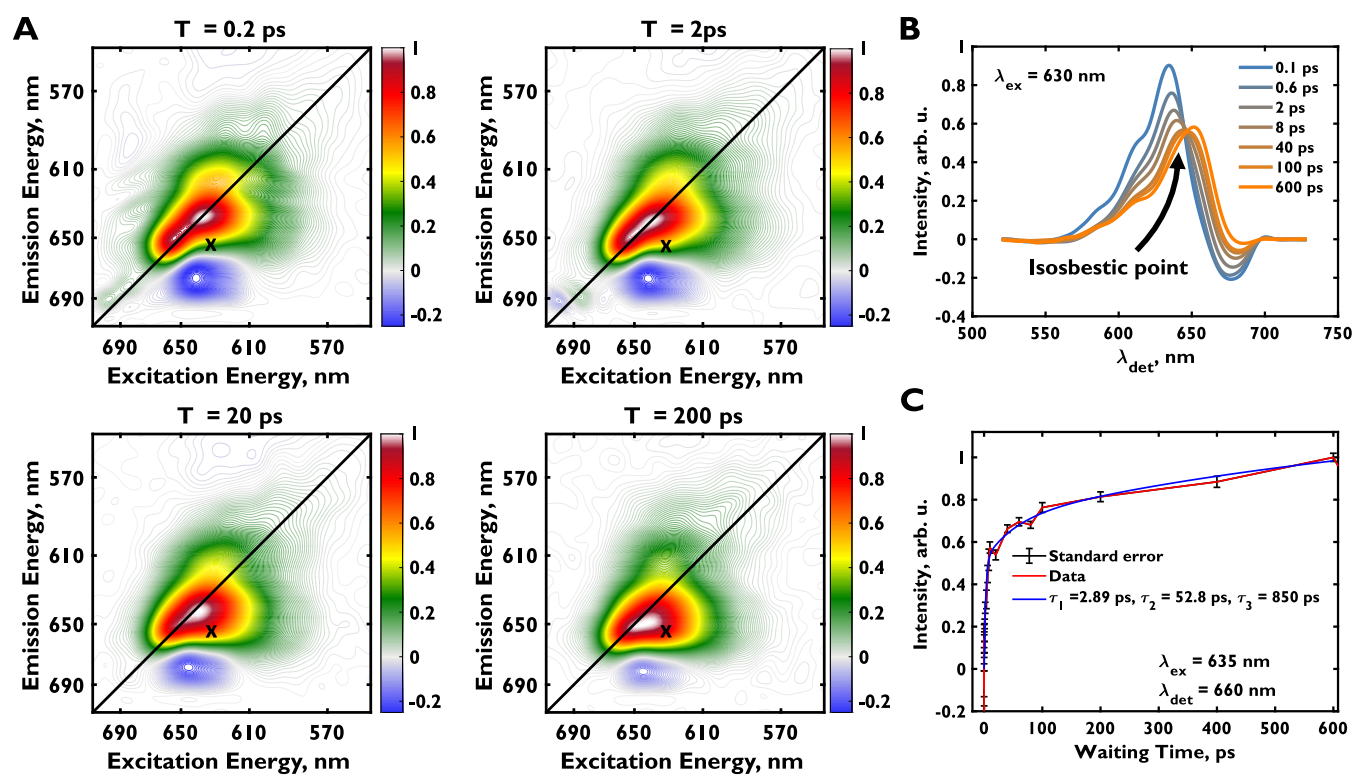 A
T = 0.2 ps
Emission Energy, nm
570
610
650
690
690 650 610 570
Excitation Energy, nm
1
0.8
0.6
0.4
0.2
0
-0.2
x
T = 2ps
Emission Energy, nm
570
610
650
690
690 650 610 570
Excitation Energy, nm
1
0.8
0.6
0.4
0.2
0
-0.2
x
T = 20 ps
Emission Energy, nm
570
610
650
690
690 650 610 570
Excitation Energy, nm
1
0.8
0.6
0.4
0.2
0
-0.2
x
T = 200 ps
Emission Energy, nm
570
610
650
690
690 650 610 570
Excitation Energy, nm
1
0.8
0.6
0.4
0.2
0
-0.2
x
B
Intensity, arb. u.
1
0.8
0.6
0.4
0.2
0
-0.2
-0.4
λex = 630 nm
0.1 ps
0.6 ps
2 ps
8 ps
40 ps
100 ps
600 ps
Isosbestic point
500 550 600 650 700 750
λdet, nm
C
Intensity, arb. u.
1
0.8
0.6
0.4
0.2
0
-0.2
Standard error
Data
τ1 =2.89 ps, τ2 = 52.8 ps, τ3 = 850 ps
λex = 635 nm
λdet = 660 nm
0 100 200 300 400 500 600
Waiting Time, ps